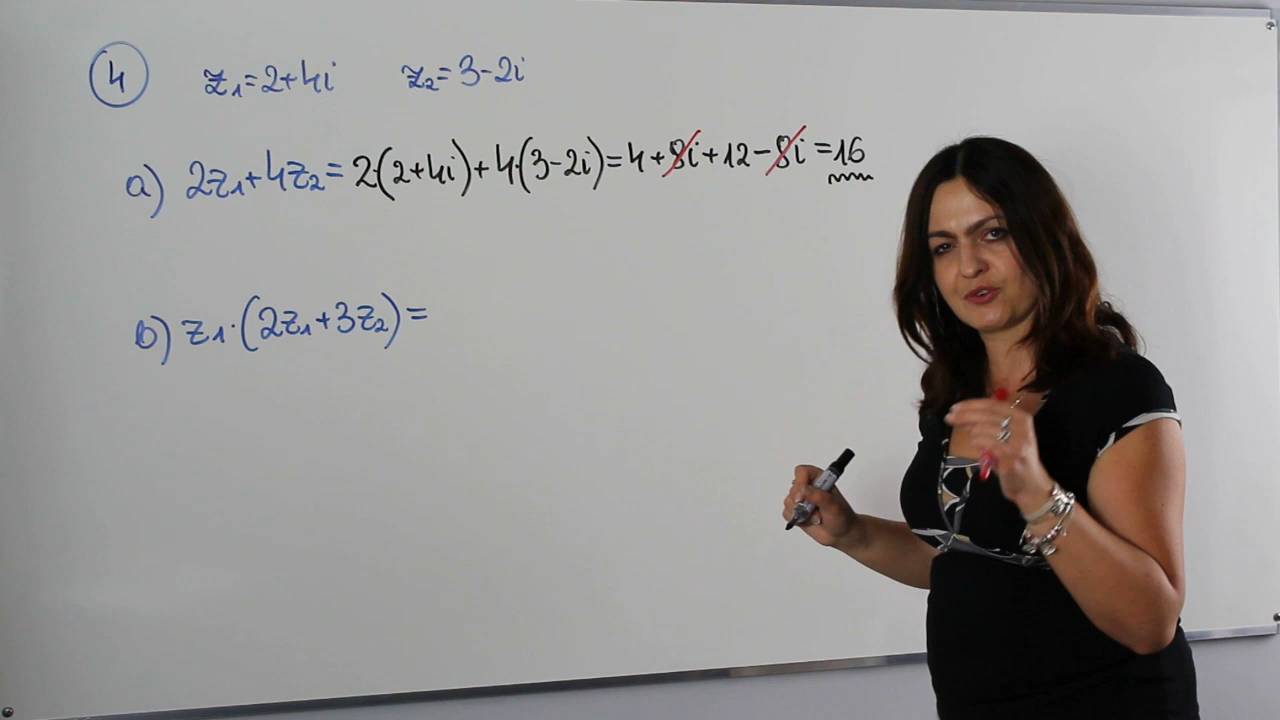 4 z₁=2+4i z₂=3-2i
a) 2z₁+4z₂=2·(2+4i)+4·(3-2i)=4+8i+12-8i=16
b) z₁·(2z₁+3z₂)=